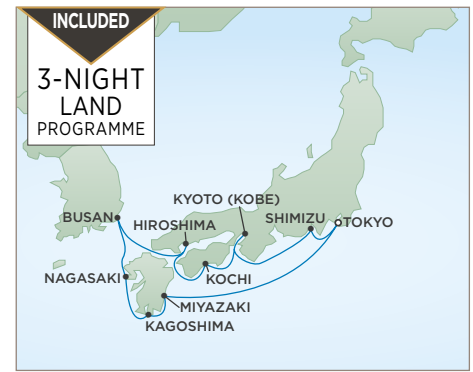 INCLUDED
3-NIGHT
LAND
PROGRAMME
KYOTO (KOBE)
BUSAN
HIROSHIMA
SHIMIZU
TOKYO
NAGASAKI
KOCHI
MIYAZAKI
KAGOSHIMA